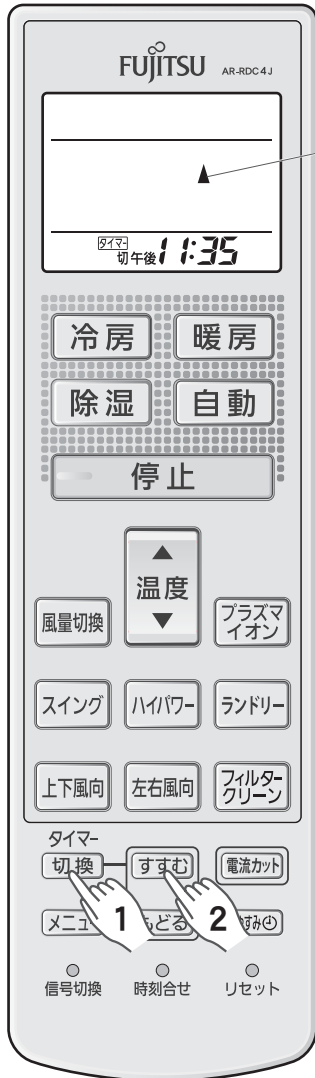 FUJITSU AR-RDC4J
タイマー
切 午後 11:35
冷房 暖房
除湿 自動
停止
▲
温度
▼
風量切換 プラズマ
イオン
スイング ハイパワー ランドリー
上下風向 左右風向 フィルター
クリーン
タイマー
切換 すすむ 電流カット
メニュー 1 もどる 2
信号切換 時刻合せ リセット